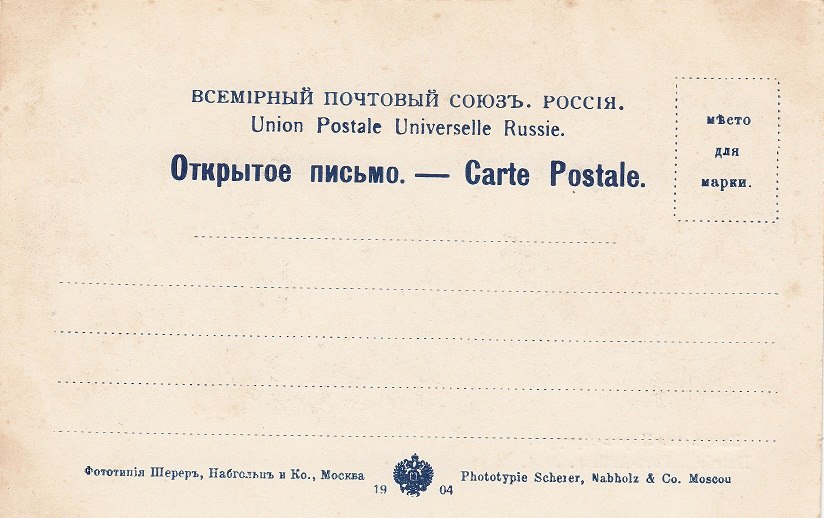 ВСЕМІРНЫЙ ПОЧТОВЫЙ СОЮЗЪ. РОССІЯ.
Union Postale Universelle Russie.
Открытое письмо. — Carte Postale.
мѣсто
для
марки.
Фототипія Шереръ, Набгольцъ и Ко., Москва
19 04
Phototypie Scherer, Nabholz & Co. Moscou